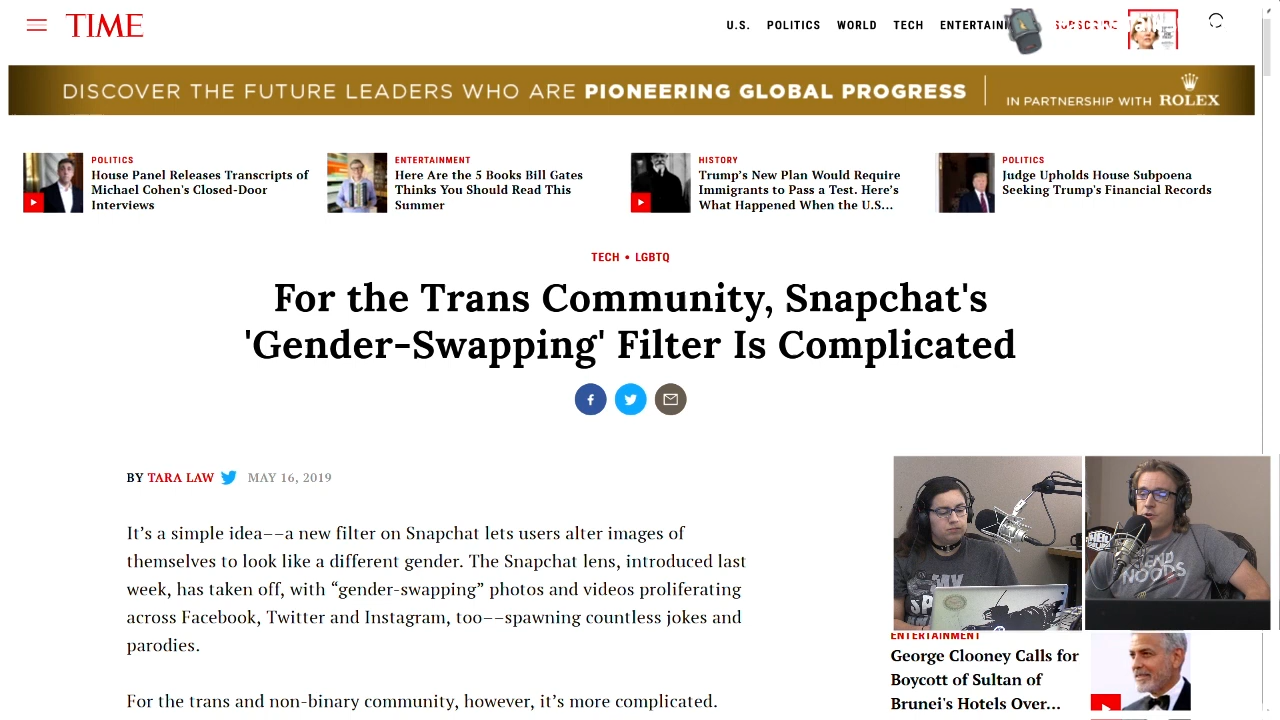 TIME
U.S. POLITICS WORLD TECH
DISCOVER THE FUTURE LEADERS WHO ARE PIONEERING GLOBAL PROGRESS
IN PARTNERSHIP WITH ROLEX
POLITICS
House Panel Releases Transcripts of
Michael Cohen's Closed-Door
Interviews
ENTERTAINMENT
Here Are the 5 Books Bill Gates
Thinks You Should Read This
Summer
HISTORY
Trump’s New Plan Would Require
Immigrants to Pass a Test. Here’s
What Happened When the U.S...
POLITICS
Judge Upholds House Subpoena
Seeking Trump's Financial Records
TECH • LGBTQ
For the Trans Community, Snapchat's
'Gender-Swapping' Filter Is Complicated
BY TARA LAW MAY 16, 2019
It’s a simple idea––a new filter on Snapchat lets users alter images of
themselves to look like a different gender. The Snapchat lens, introduced last
week, has taken off, with “gender-swapping” photos and videos proliferating
across Facebook, Twitter and Instagram, too––spawning countless jokes and
parodies.
For the trans and non-binary community, however, it’s more complicated.
NOODS
ENTERTAINMENT
George Clooney Calls for
Boycott of Sultan of
Brunei's Hotels Over...